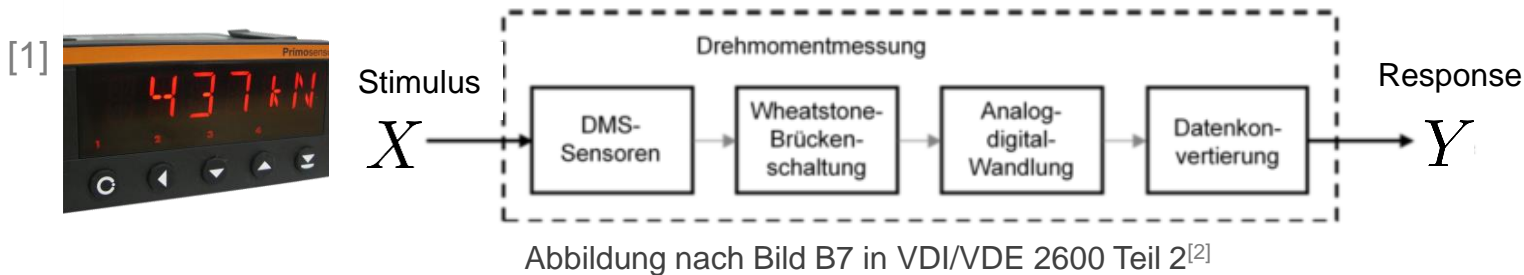 [1]
Primosens
437kN
1 2 3 4
C
Stimulus
X
Drehmomentmessung
DMS-
Sensoren
Wheatstone-
Brücken-
schaltung
Analog-
digital-
Wandlung
Datenkon-
vertierung
Response
Y
Abbildung nach Bild B7 in VDI/VDE 2600 Teil 2[2]